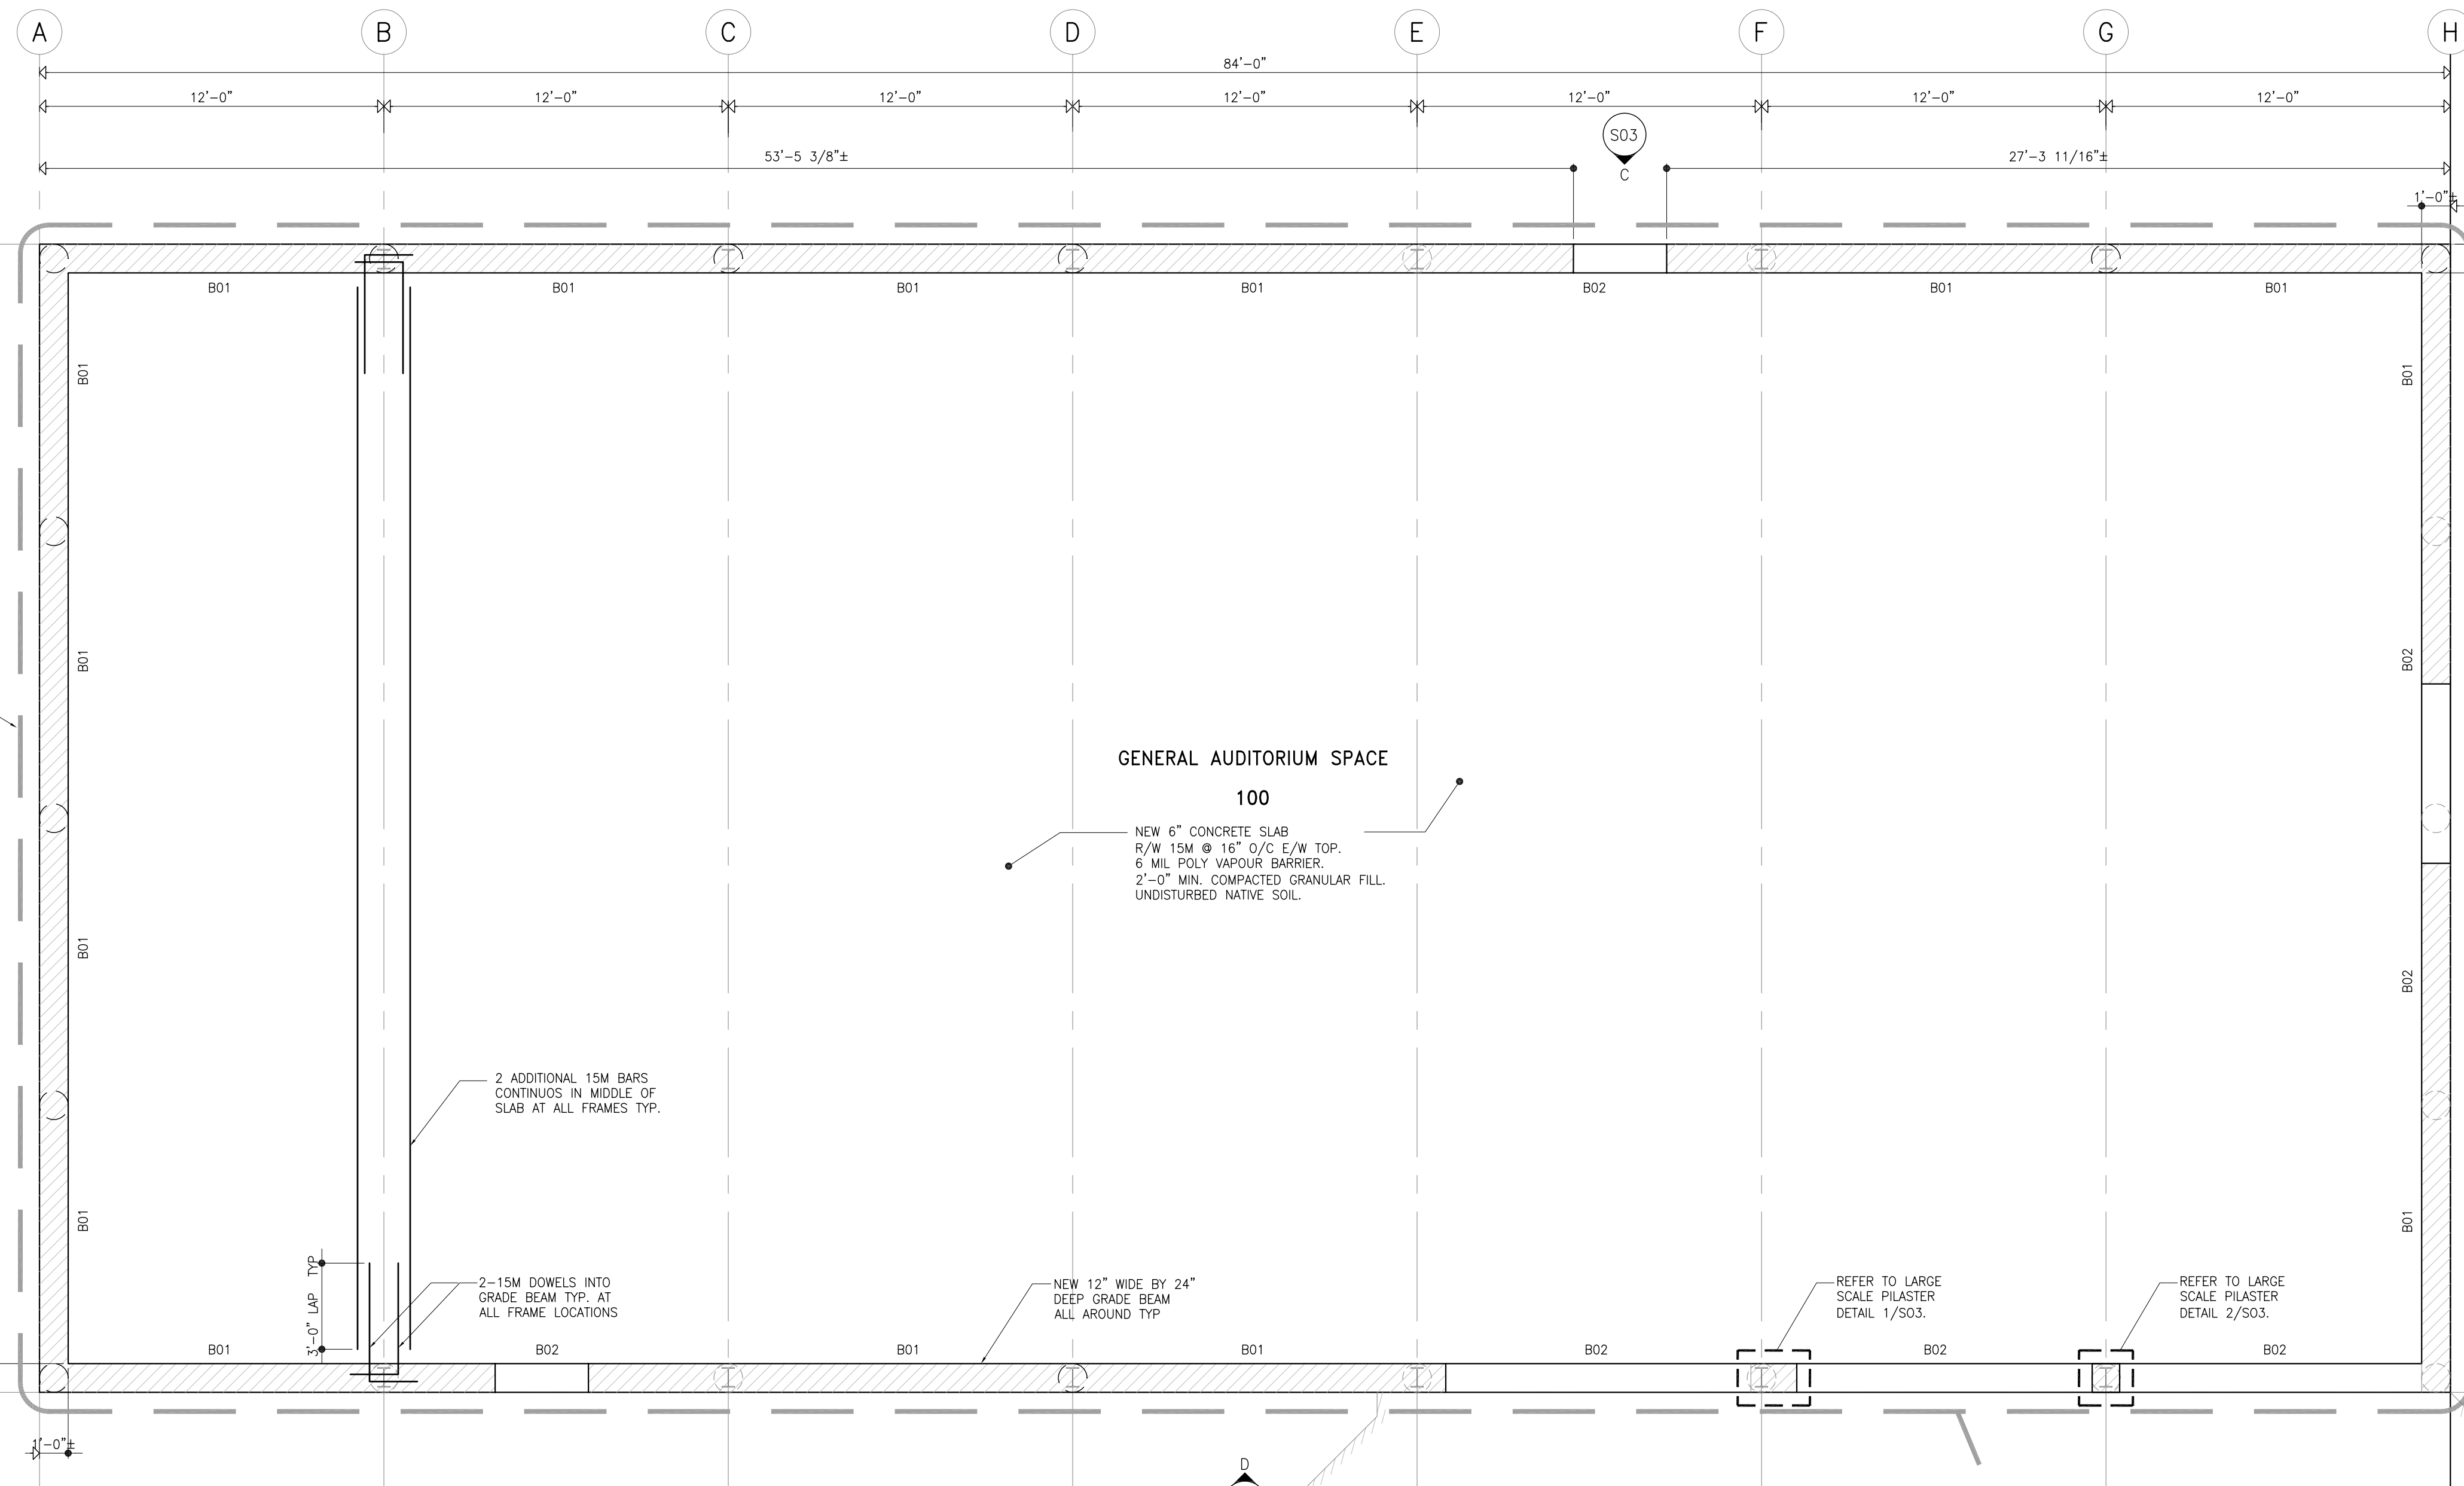 A B C D E F G H
84'-0"
12'-0" 12'-0" 12'-0" 12'-0" 12'-0" 12'-0" 12'-0"
S03
C
53'-5 3/8"±
27'-3 11/16"±
1'-0"±
B01 B01 B01 B01 B02 B01 B01
B01
B01
B01
B02
GENERAL AUDITORIUM SPACE
100
NEW 6" CONCRETE SLAB
R/W 15M @ 16" O/C E/W TOP.
6 MIL POLY VAPOUR BARRIER.
2'-0" MIN. COMPACTED GRANULAR FILL.
UNDISTURBED NATIVE SOIL.
B01
B02
2 ADDITIONAL 15M BARS
CONTINUOS IN MIDDLE OF
SLAB AT ALL FRAMES TYP.
B01
B01
3'-0" LAP TYP
2-15M DOWELS INTO
GRADE BEAM TYP. AT
ALL FRAME LOCATIONS
NEW 12" WIDE BY 24"
DEEP GRADE BEAM
ALL AROUND TYP
REFER TO LARGE
SCALE PILASTER
DETAIL 1/S03.
REFER TO LARGE
SCALE PILASTER
DETAIL 2/S03.
B01 B02 B01 B01 B02 B02 B02
1'-0"±
D